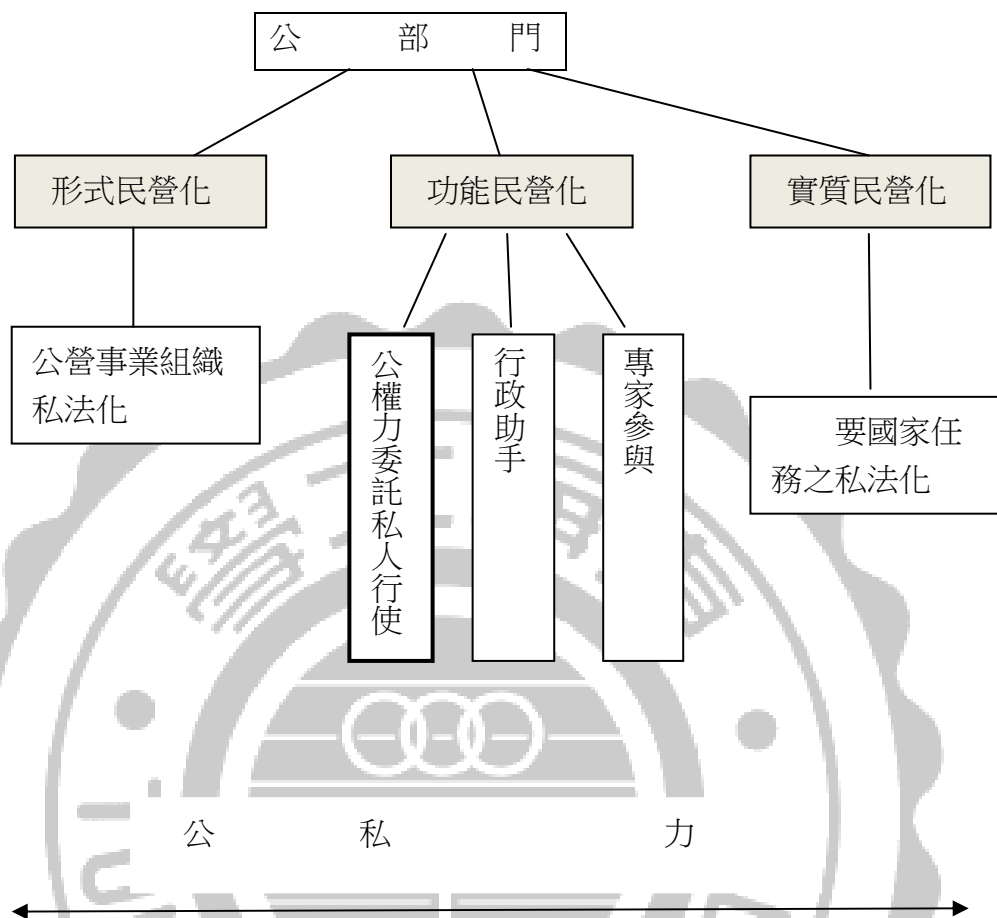 公 部 門
形式民營化
功能民營化
實質民營化
公營事業組織
私法化
公權力委託私人行使
行政助手
專家參與
要國家任
務之私法化
公 私 力